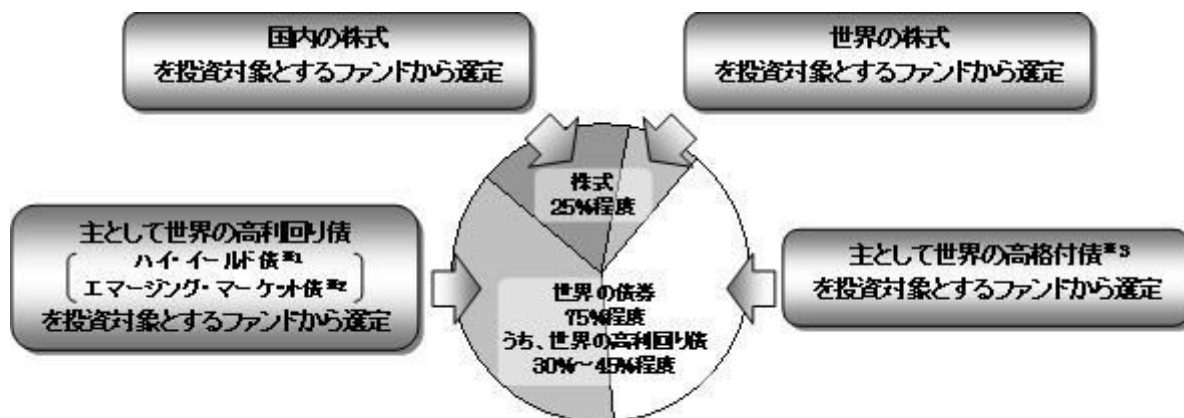 国内の株式
を投資対象とするファンドから選定
世界の株式
を投資対象とするファンドから選定
株式
25%程度
主として世界の高利回り債
ハイ・イールド債※1
エマージング・マーケット債※2
を投資対象とするファンドから選定
世界の債券
75%程度
うち、世界の高利回り債
30%～45%程度
主として世界の高格付債※3
を投資対象とするファンドから選定